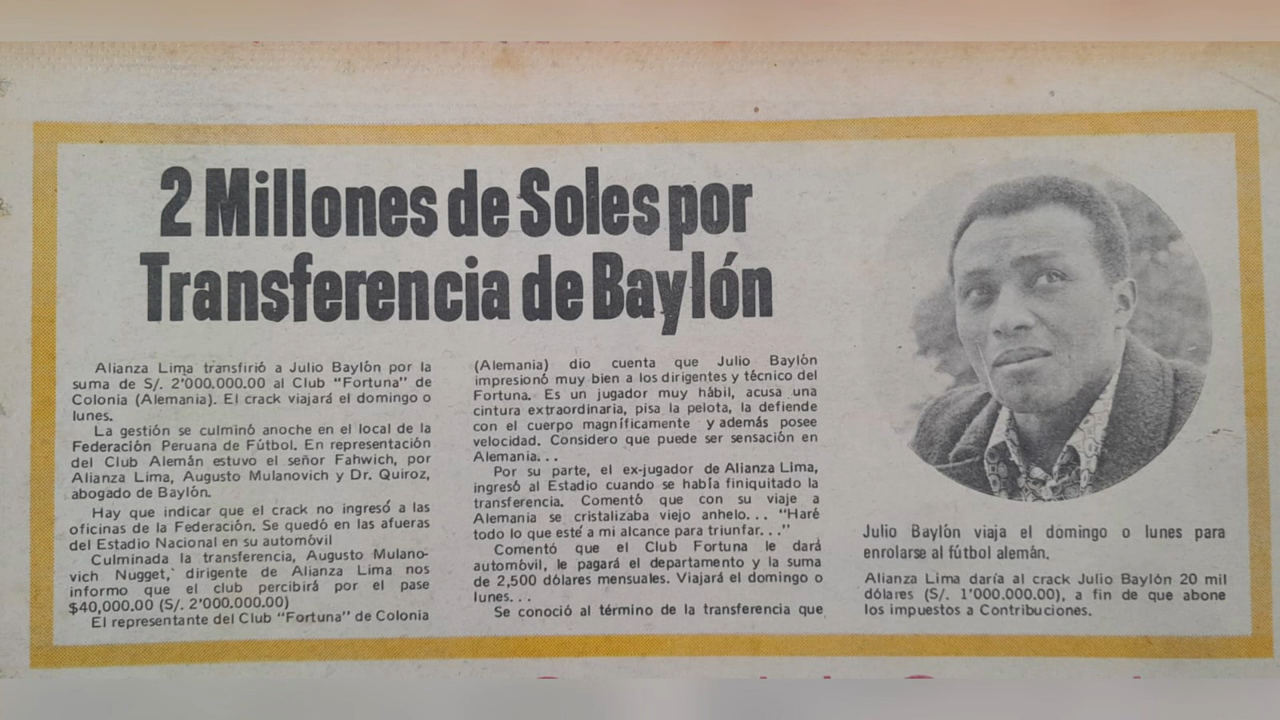 2 Millones de Soles por
Transferencia de Baylón
Alianza Lima transfirió a Julio Baylón por la
suma de S/. 2'000.000.00 al Club "Fortuna" de
Colonia (Alemania). El crack viajará el domingo o
lunes.
La gestión se culminó anoche en el local de la
Federación Peruana de Fútbol. En representación
del Club Alemán estuvo el señor Fahwich, por
Alianza Lima, Augusto Mulanovich y Dr. Quiroz,
abogado de Baylón.
Hay que indicar que el crack no ingresó a las
oficinas de la Federación. Se quedó en las afueras
del Estadio Nacional en su automóvil
Culminada la transferencia, Augusto Mulano-
vich Nugget, dirigente de Alianza Lima nos
informo que el club percibirá por el pase
$40,000.00 (S/. 2'000.000.00)
El representante del Club "Fortuna" de Colonia
(Alemania) dio cuenta que Julio Baylón
impresionó muy bien a los dirigentes y técnico del
Fortuna. Es un jugador muy hábil, acusa una
cintura extraordinaria, pisa la pelota, la defiende
con el cuerpo magníficamente y además posee
velocidad. Considero que puede ser sensación en
Alemania. . .
Por su parte, el ex-jugador de Alianza Lima,
ingresó al Estadio cuando se había finiquitado la
transferencia. Comentó que con su viaje a
Alemania se cristalizaba viejo anhelo. . . "Haré
todo lo que esté a mi alcance para triunfar. . ."
Comentó que el Club Fortuna le dará
automóvil, le pagará el departamento y la suma
de 2,500 dólares mensuales. Viajará el domingo o
lunes. . .
Se conoció al término de la transferencia que
Julio Baylón viaja el domingo o lunes para
enrolarse al fútbol alemán.
Alianza Lima daría al crack Julio Baylón 20 mil
dólares (S/. 1'000.000.00), a fin de que abone
los impuestos a Contribuciones.